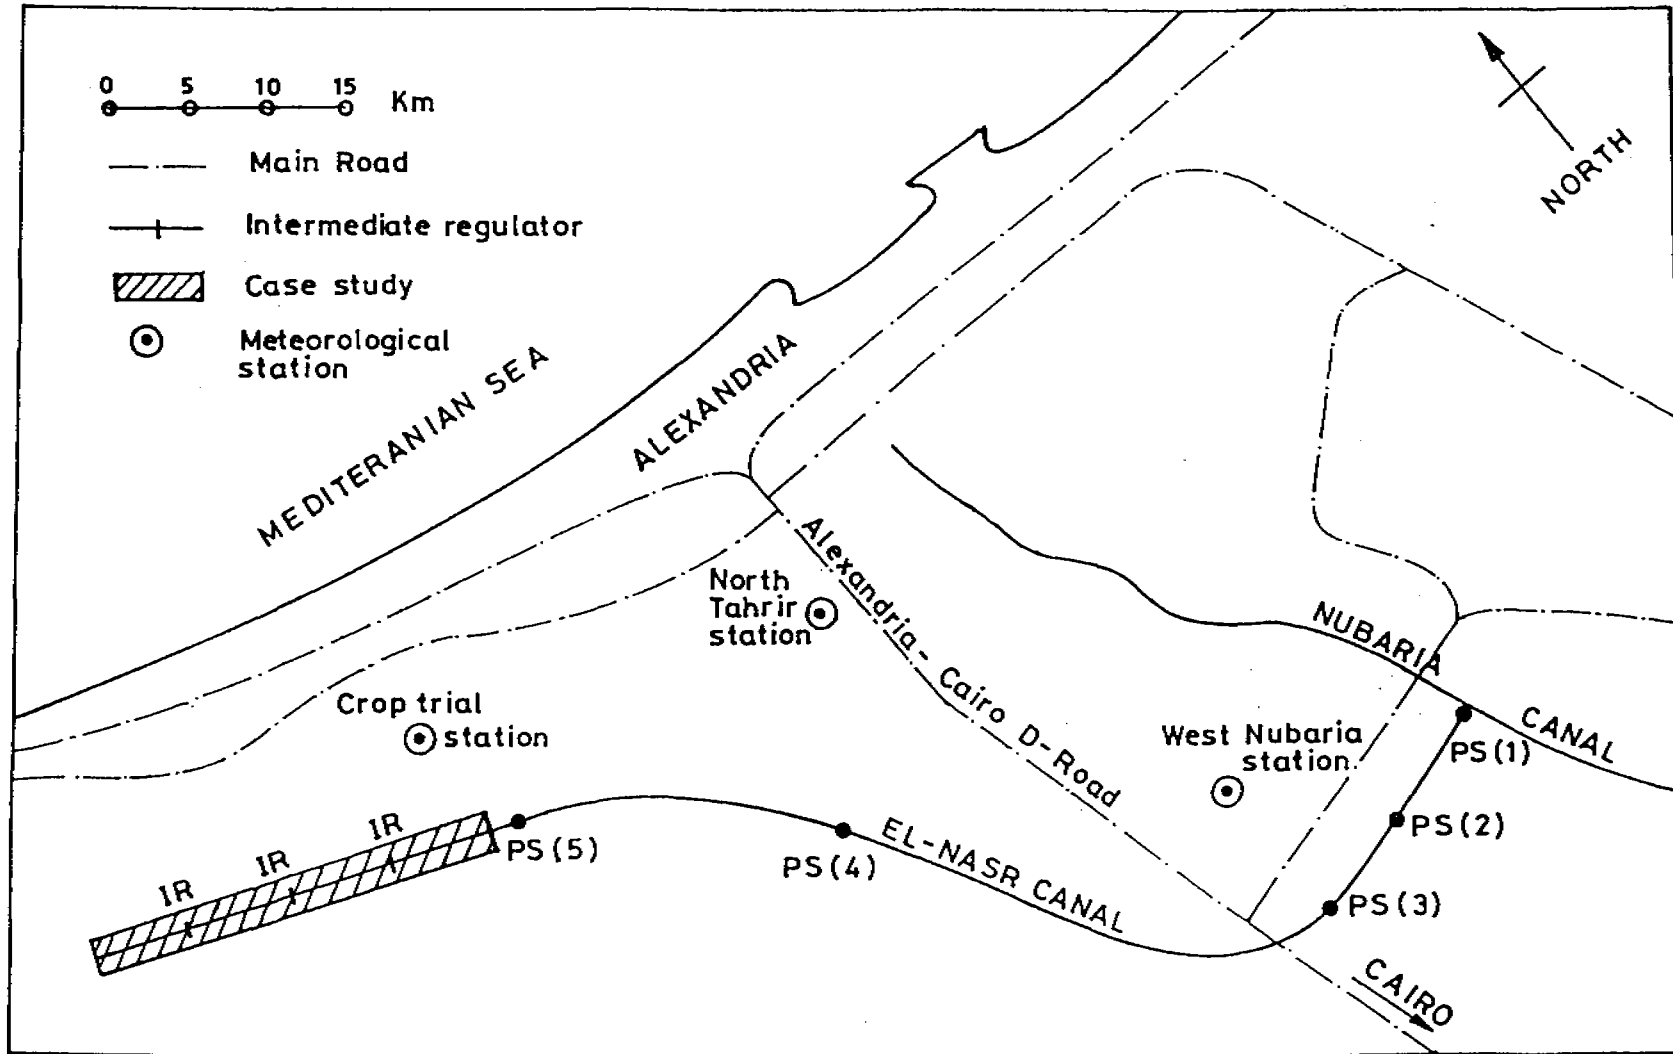 0 5 10 15 Km
Main Road
Intermediate regulator
Case study
Meteorological
station
NORTH
MEDITERANIAN SEA
ALEXANDRIA
Alexandria - Cairo D-Road
North
Tahrir
station
Crop trial
station
NUBARIA CANAL
West Nubaria
station
PS(1)
PS(2)
PS(3)
EL-NASR CANAL
PS(4)
PS(5)
IR
IR
IR
CAIRO